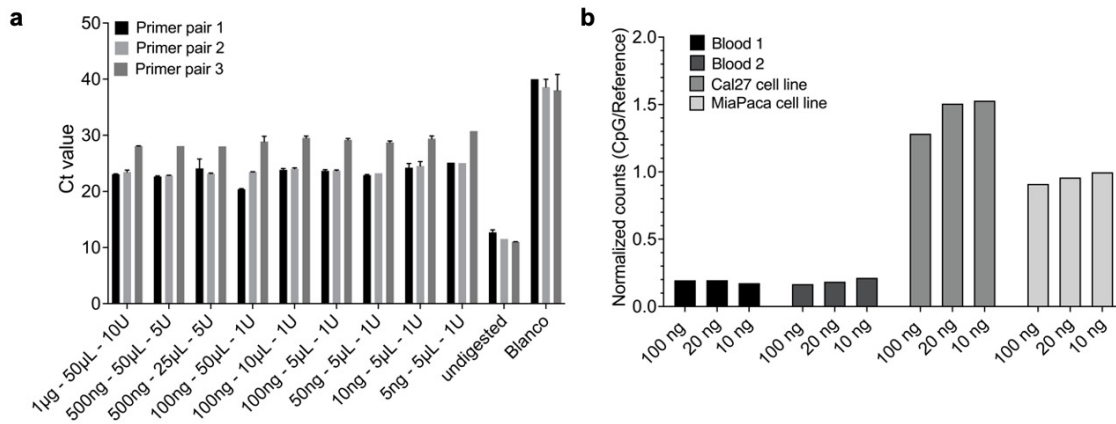 a
50
40
30
20
10
0
Ct value
Primer pair 1
Primer pair 2
Primer pair 3
1µg - 50µL - 10U
500ng - 50µL - 5U
500ng - 25µL - 5U
100ng - 50µL - 1U
100ng - 10µL - 1U
100ng - 5µL - 1U
50ng - 5µL - 1U
10ng - 5µL - 1U
5ng - 5µL - 1U
undigested
Blanco
b
2.0
1.5
1.0
0.5
0.0
Normalized counts (CpG/Reference)
Blood 1
Blood 2
Cal27 cell line
MiaPaca cell line
100 ng
20 ng
10 ng
100 ng
20 ng
10 ng
100 ng
20 ng
10 ng
100 ng
20 ng
10 ng